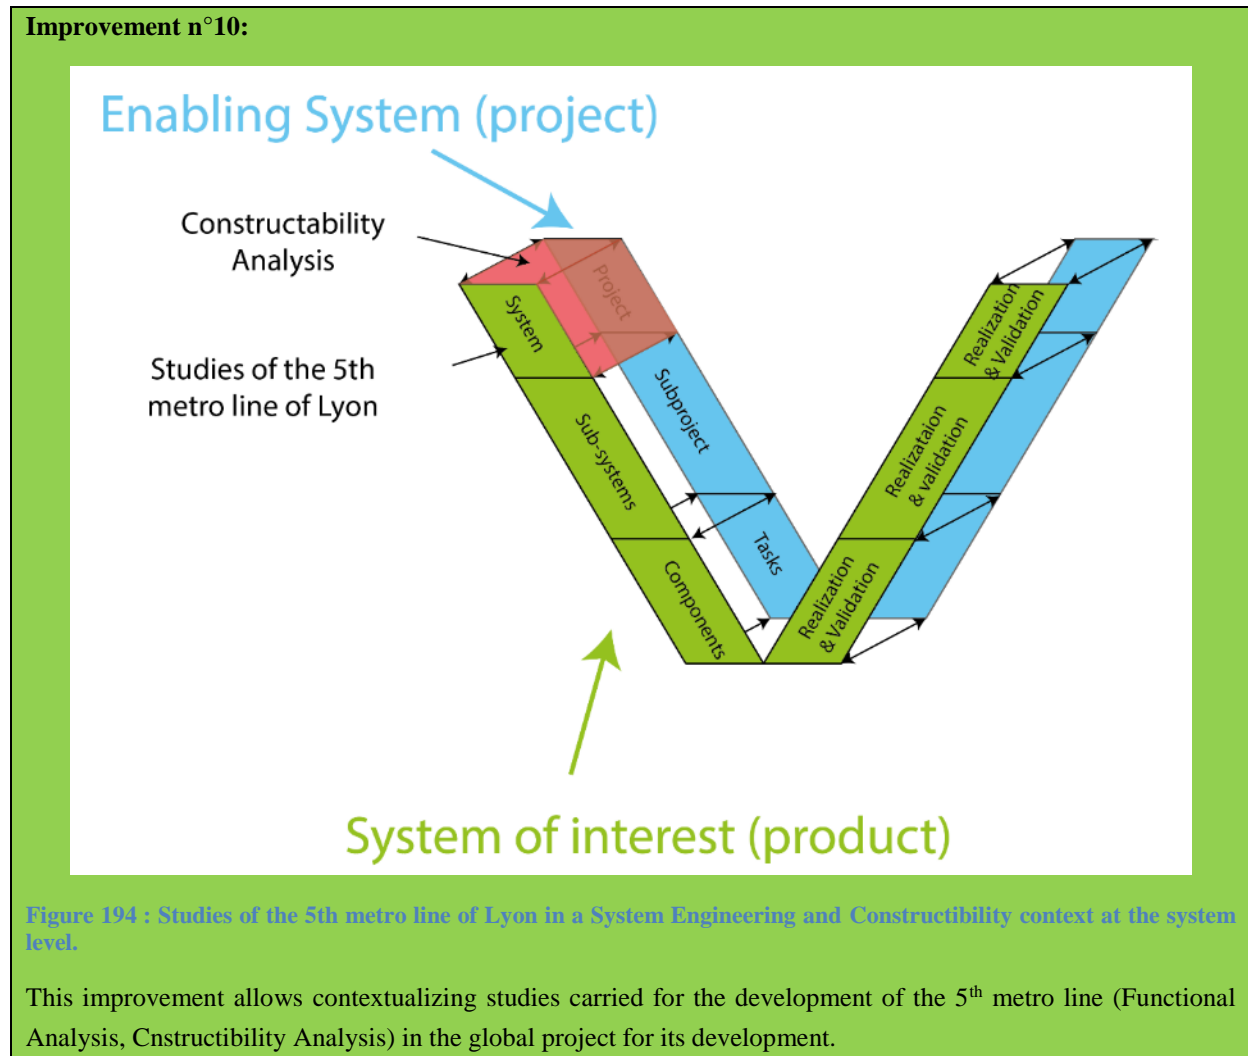 Improvement n°10:
Enabling System (project)
Constructability
Analysis
Studies of the 5th
metro line of Lyon
System
Sub-systems
Components
Project
Subproject
Tasks
Realization
& Validation
Realizataion
& validation
Realization
& Validation
System of interest (product)
Figure 194 : Studies of the 5th metro line of Lyon in a System Engineering and Constructibility context at the system
level.
This improvement allows contextualizing studies carried for the development of the 5th metro line (Functional
Analysis, Cnstructibility Analysis) in the global project for its development.